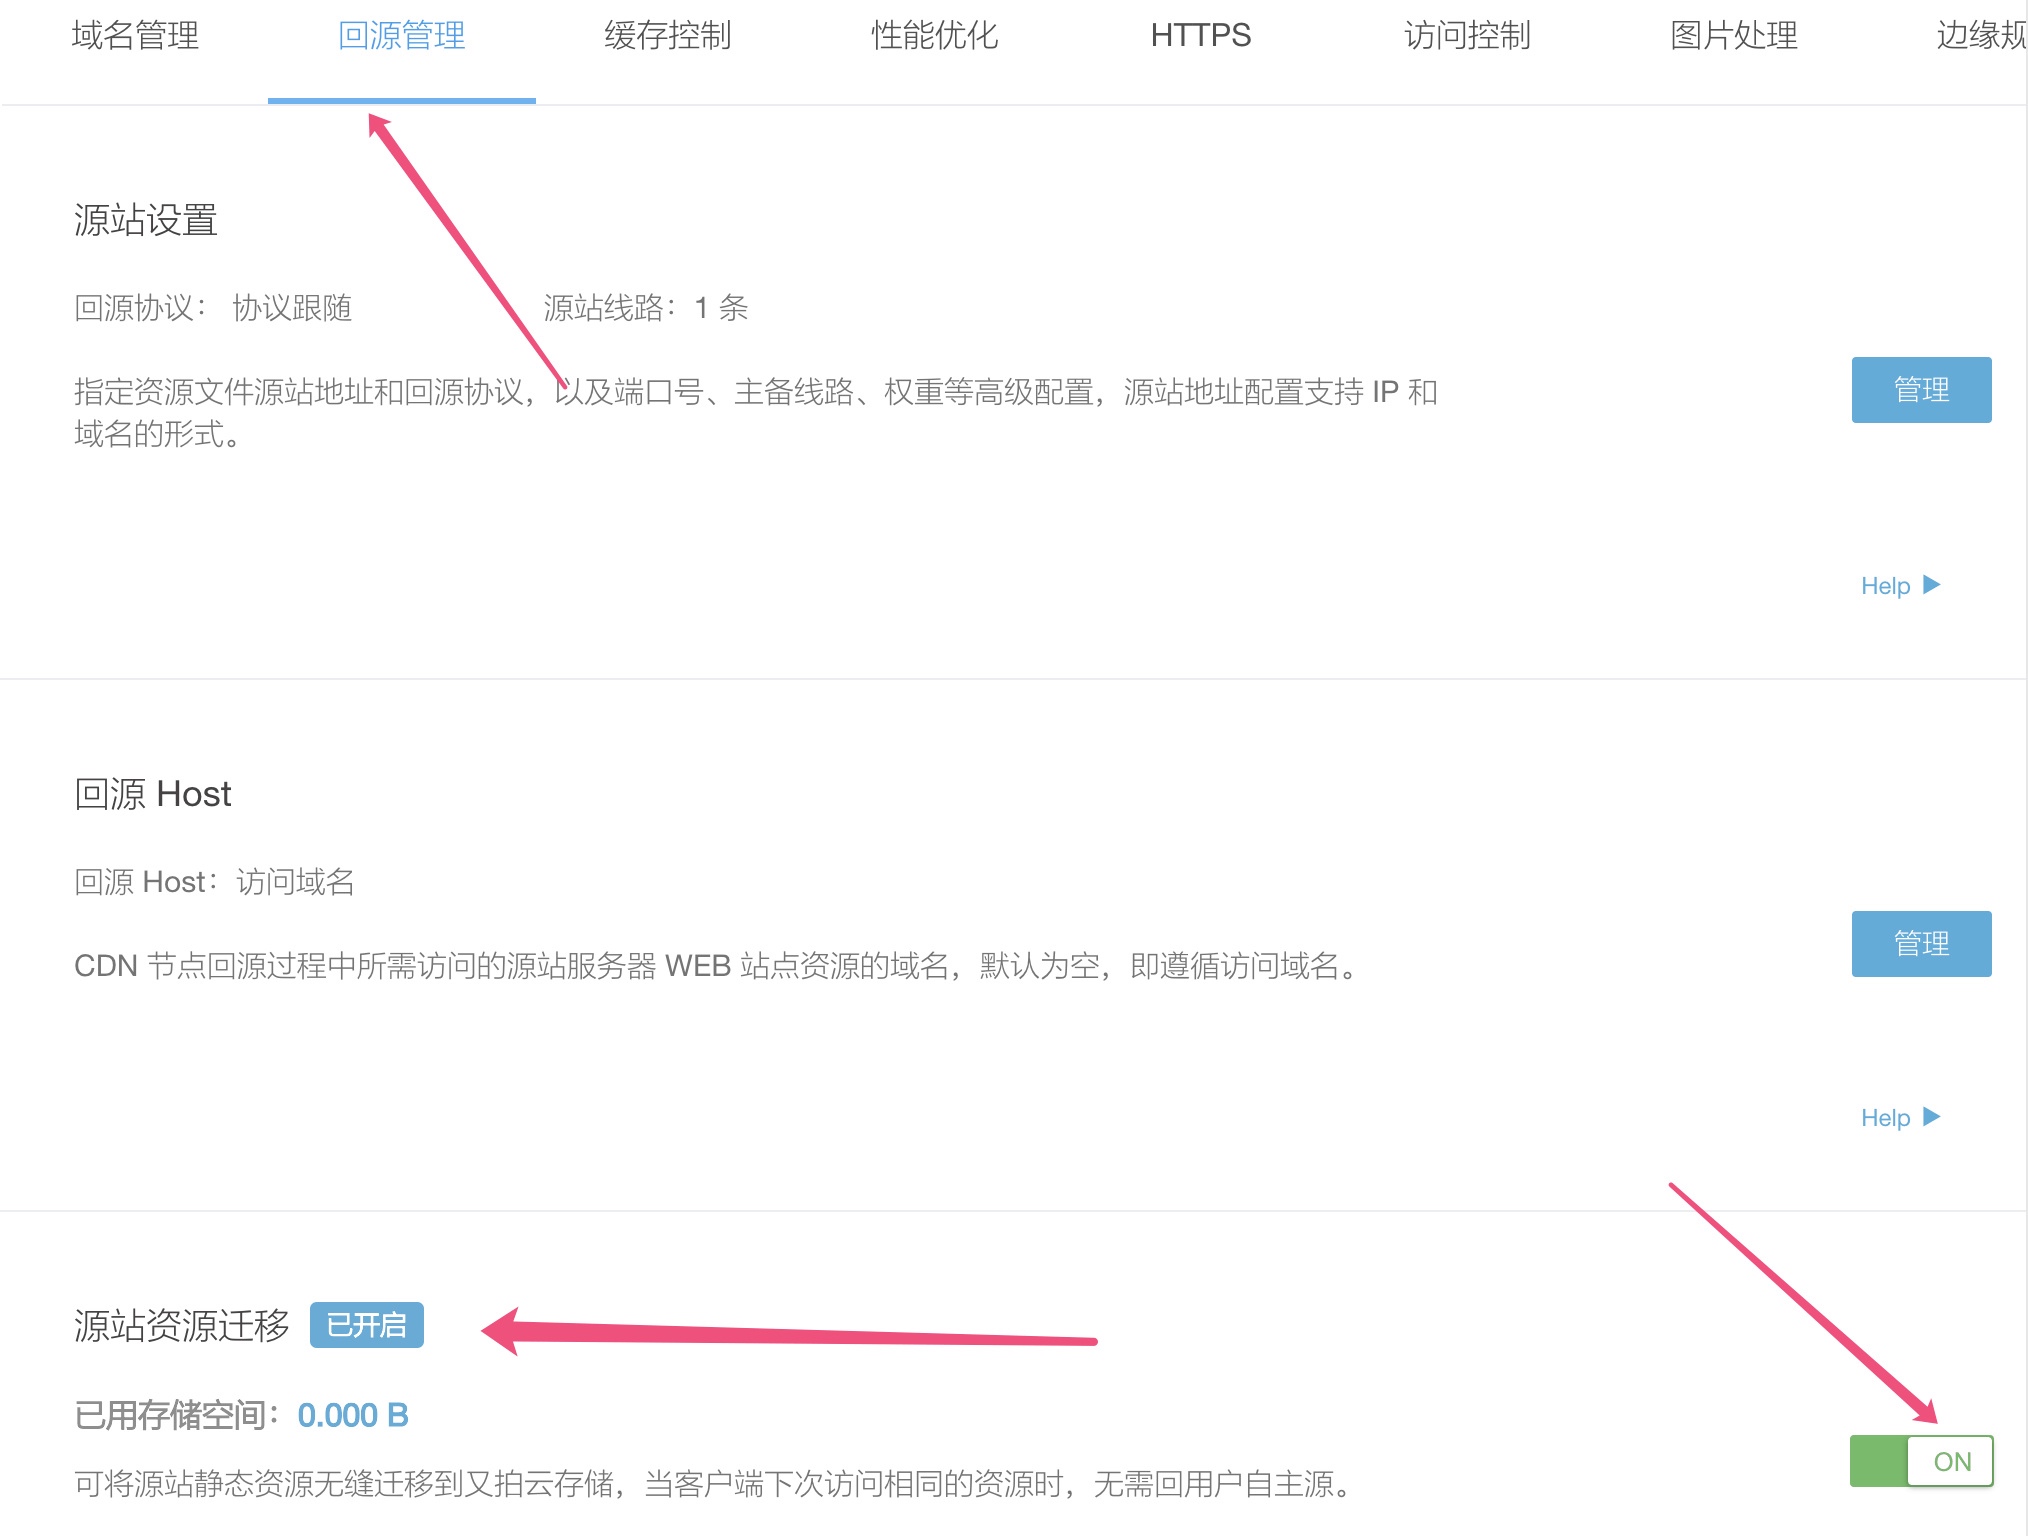 域名管理 回源管理 缓存控制 性能优化 HTTPS 访问控制 图片处理 边缘规
源站设置
回源协议： 协议跟随 源站线路：1 条
指定资源文件源站地址和回源协议，以及端口号、主备线路、权重等高级配置，源站地址配置支持 IP 和
域名的形式。
管理
Help
回源 Host
回源 Host：访问域名
CDN 节点回源过程中所需访问的源站服务器 WEB 站点资源的域名，默认为空，即遵循访问域名。
管理
Help
源站资源迁移 已开启
已用存储空间：0.000 B
可将源站静态资源无缝迁移到又拍云存储，当客户端下次访问相同的资源时，无需回用户自主源。
ON